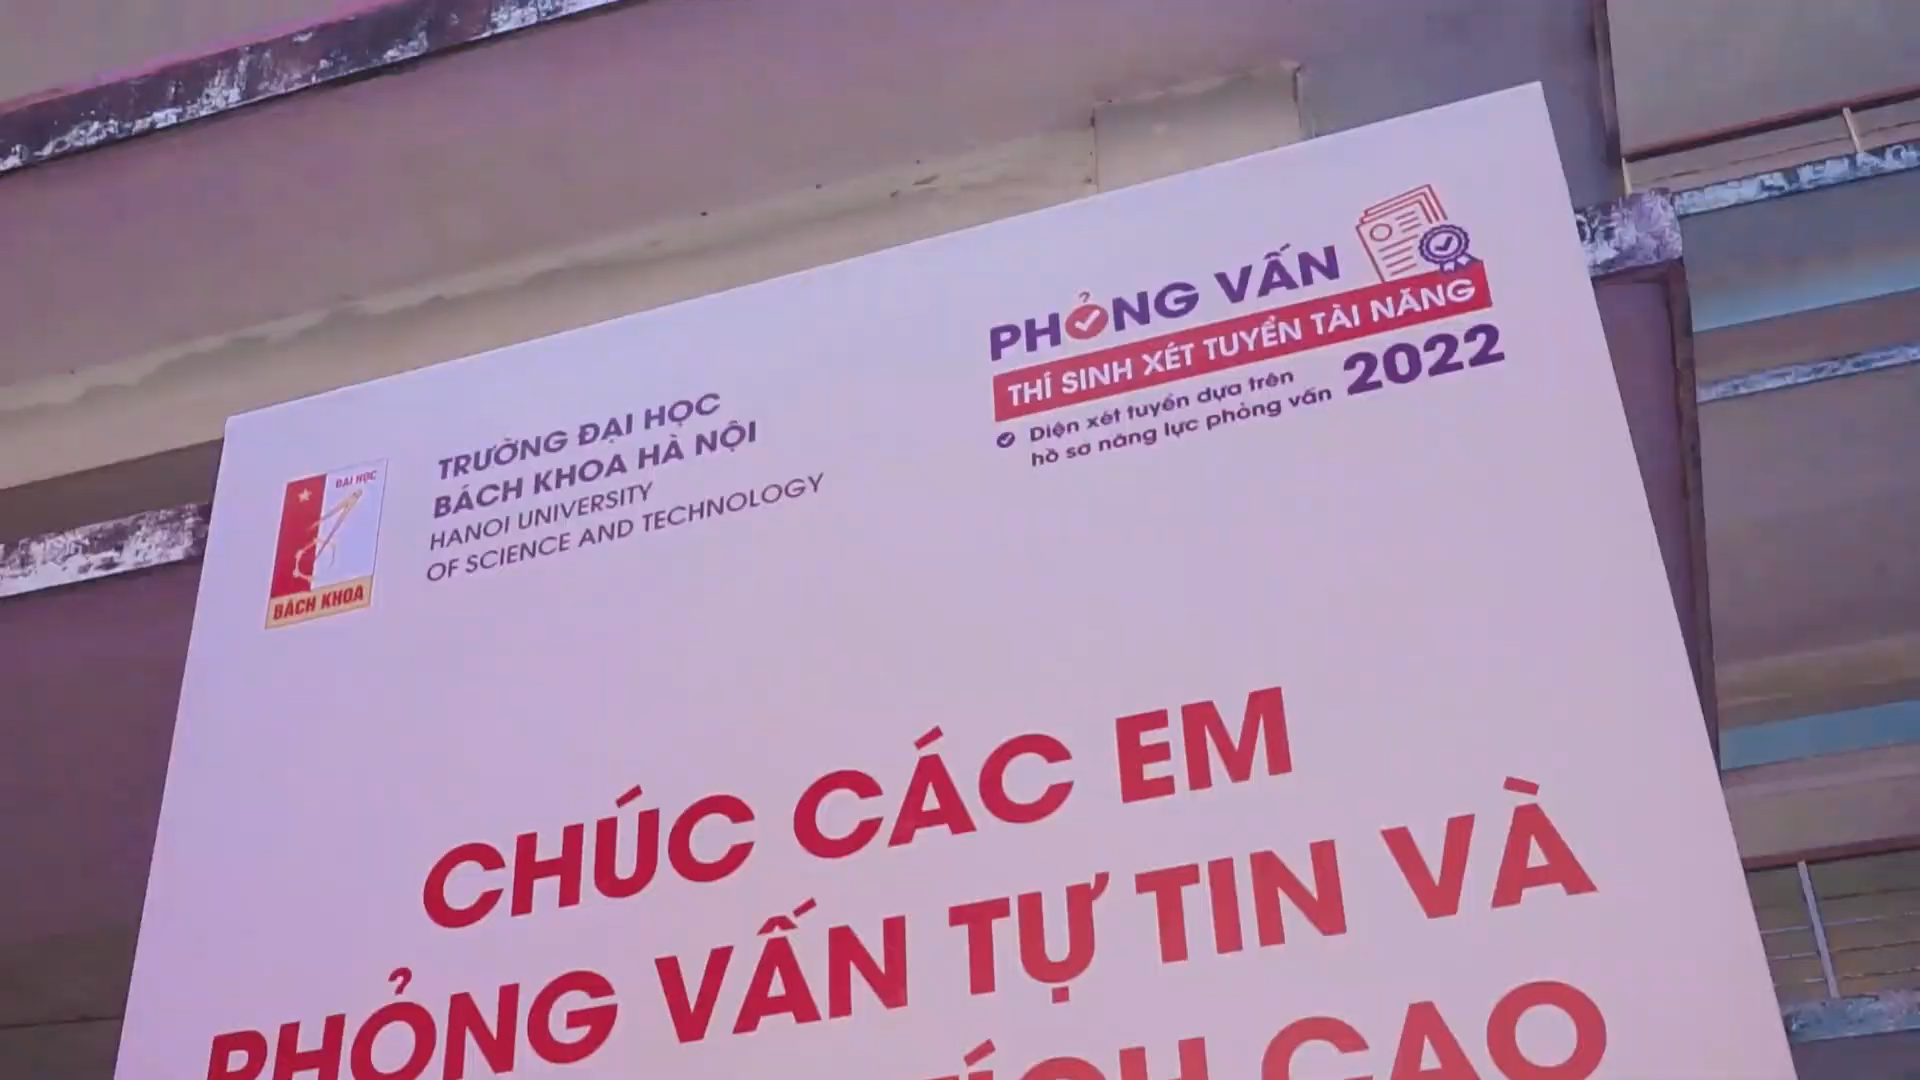 ĐẠI HỌC
BÁCH KHOA
TRƯỜNG ĐẠI HỌC
BÁCH KHOA HÀ NỘI
HANOI UNIVERSITY
OF SCIENCE AND TECHNOLOGY
PHỎNG VẤN
THÍ SINH XÉT TUYỂN TÀI NĂNG
Diện xét tuyển dựa trên
hồ sơ năng lực phỏng vấn
2022
CHÚC CÁC EM
PHỎNG VẤN TỰ TIN VÀ
CAO